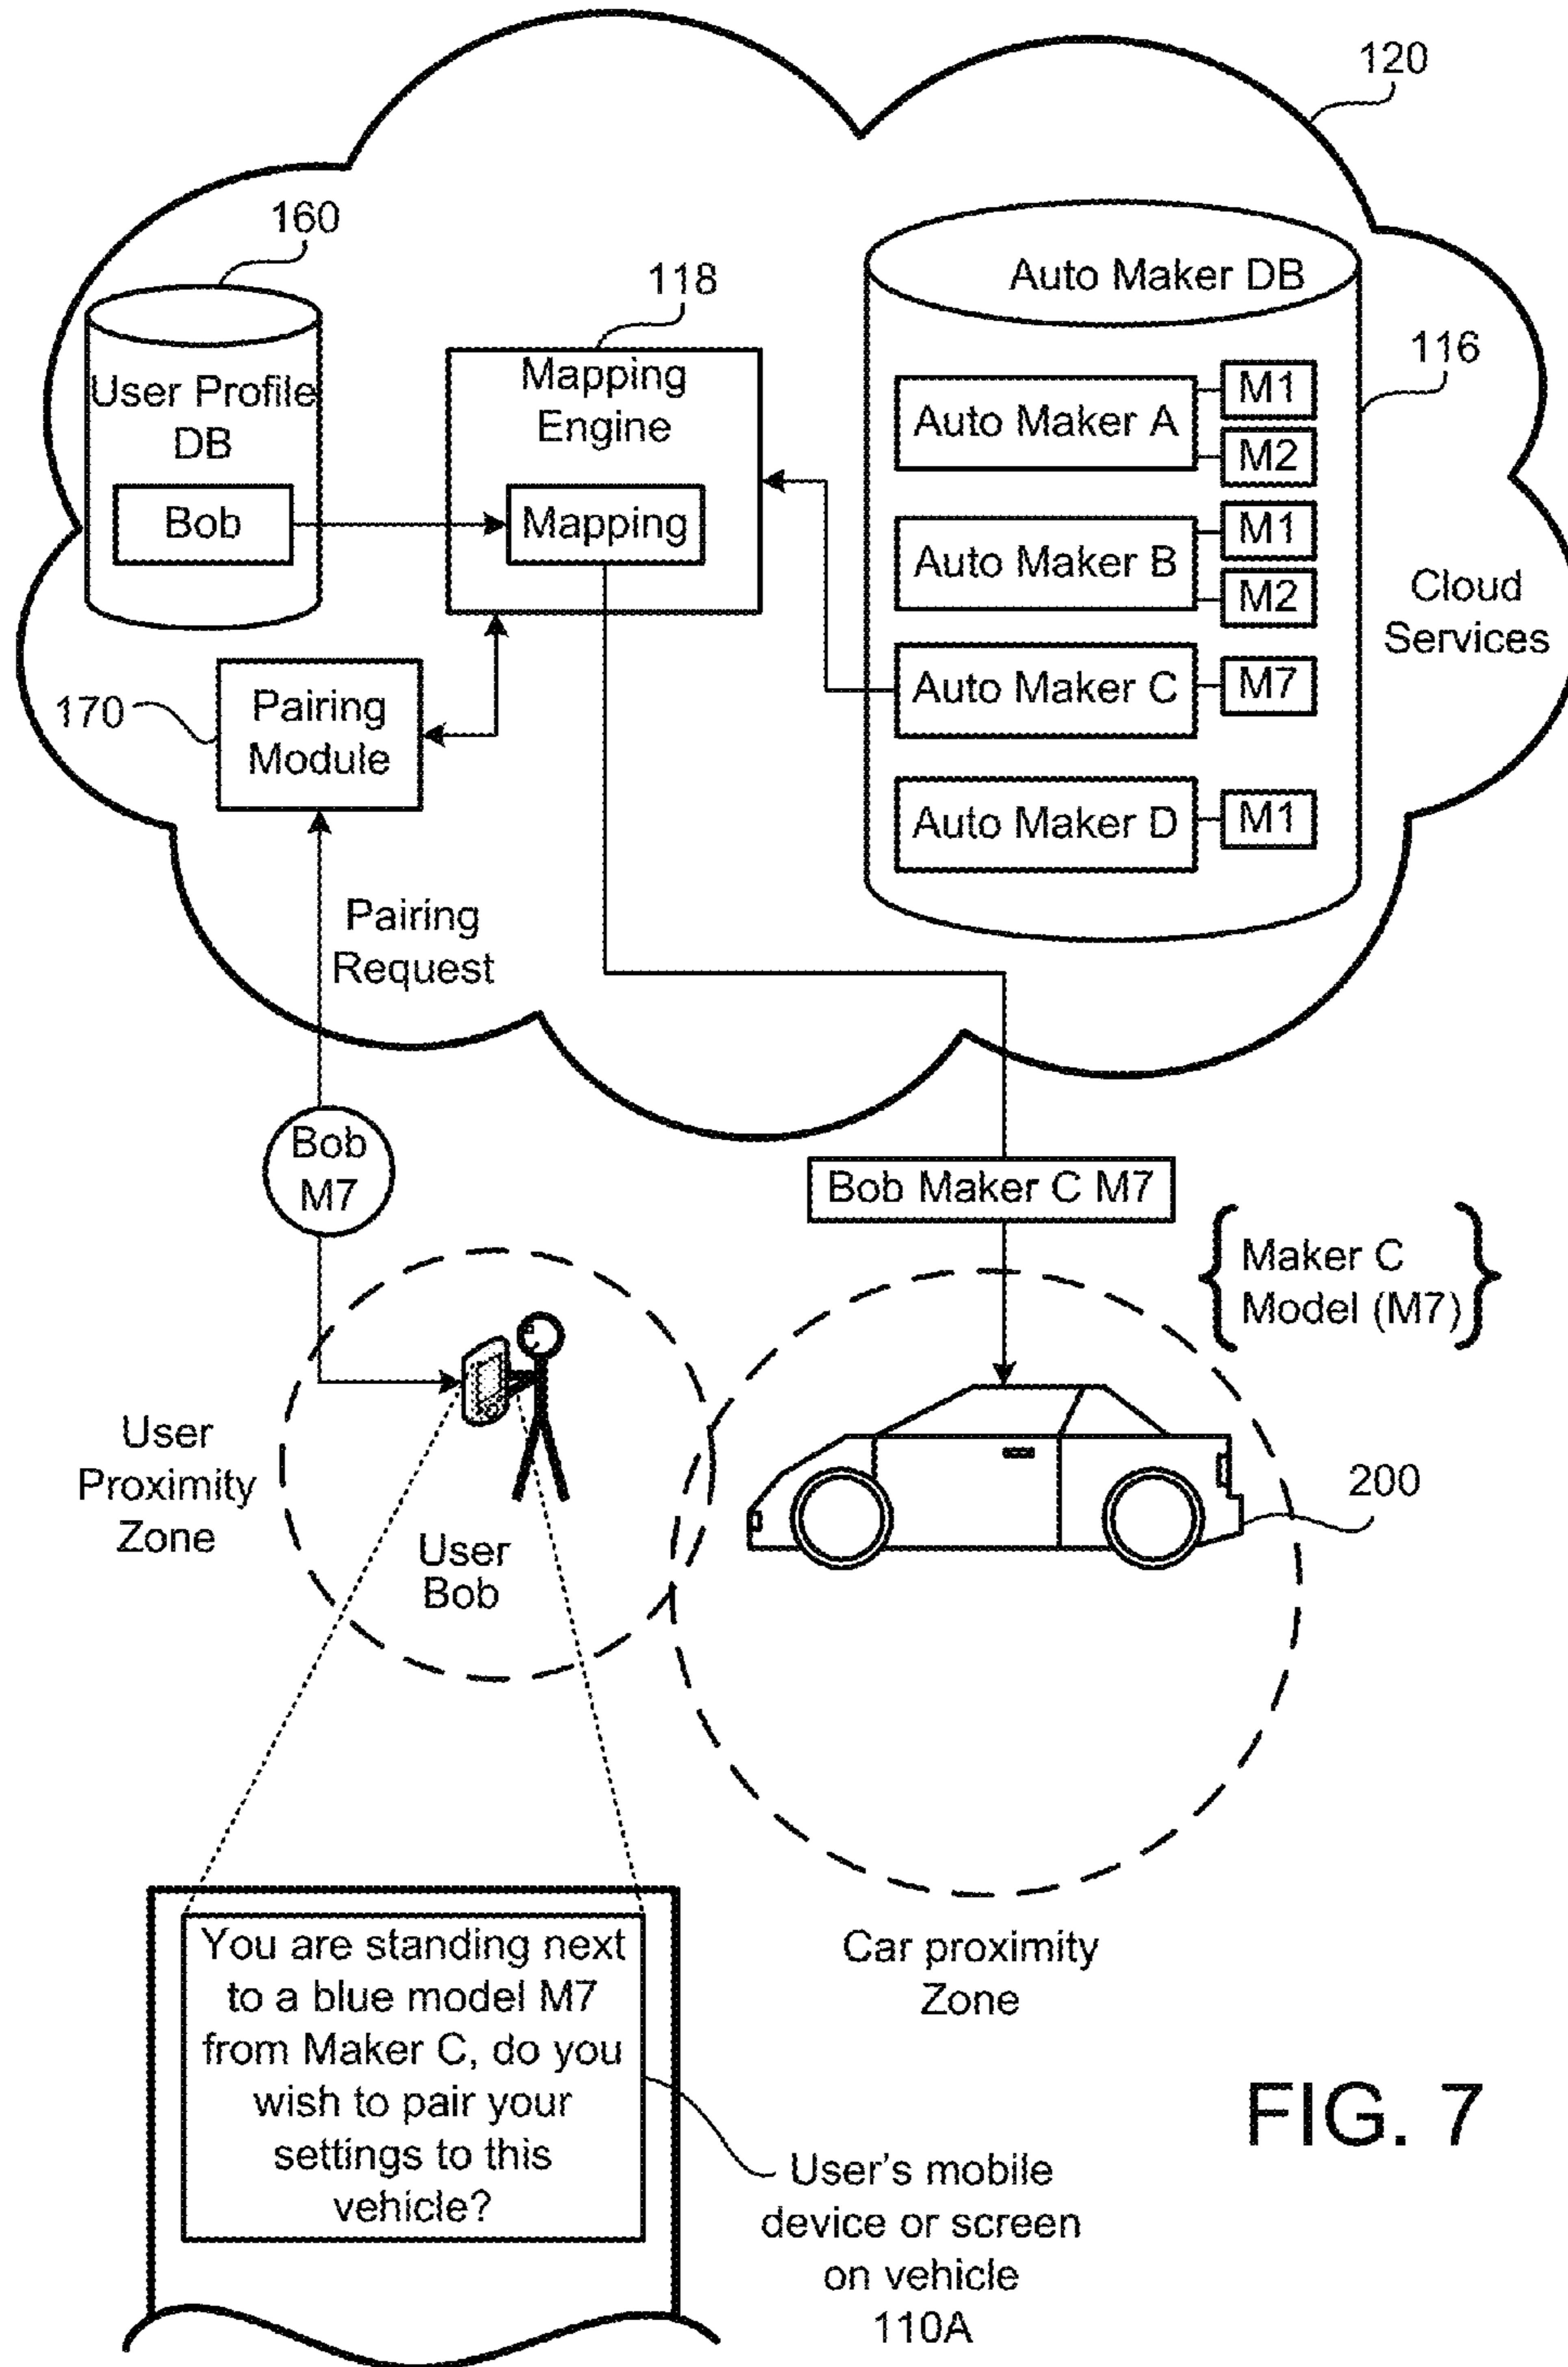 120
160
118
Auto Maker DB
116
User Profile
DB
Bob
Mapping
Engine
Mapping
Auto Maker A
M1
M2
Auto Maker B
M1
M2
Auto Maker C
M7
Auto Maker D
M1
Cloud
Services
170
Pairing
Module
Pairing
Request
Bob
M7
Bob Maker C M7
Maker C
Model (M7)
User
Proximity
Zone
User
Bob
200
Car proximity
Zone
You are standing next
to a blue model M7
from Maker C, do you
wish to pair your
settings to this
vehicle?
User's mobile
device or screen
on vehicle
110A
FIG. 7